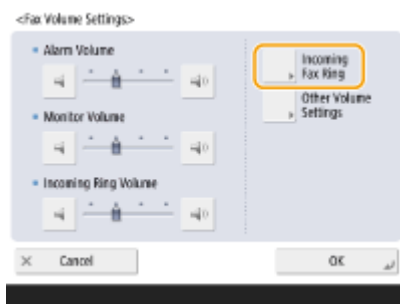 <Fax Volume Settings>
Alarm Volume
Monitor Volume
Incoming Ring Volume
Incoming
Fax Ring
Other Volume
Settings
Cancel
OK